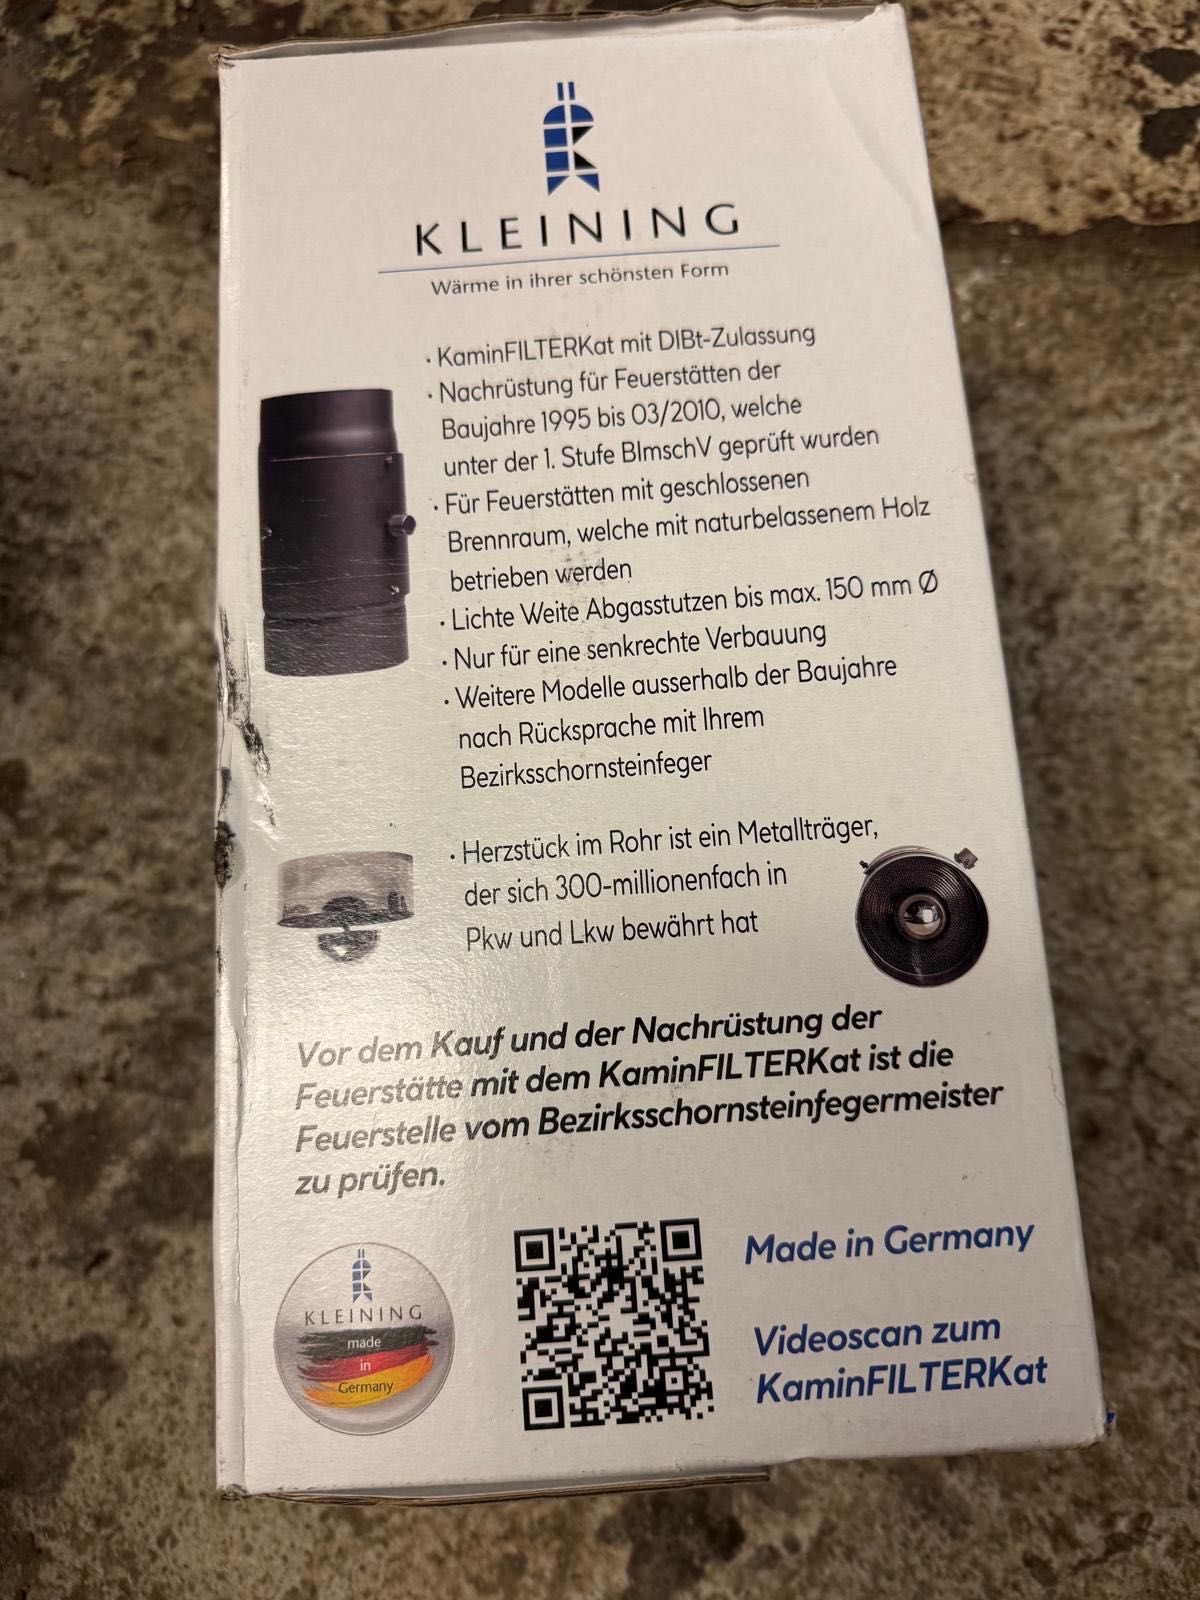 KLEINING
Wärme in ihrer schönsten Form
· KaminFILTERKat mit DIBt-Zulassung
· Nachrüstung für Feuerstätten der
Baujahre 1995 bis 03/2010, welche
unter der 1. Stufe BImschV geprüft wurden
· Für Feuerstätten mit geschlossenen
Brennraum, welche mit naturbelassenem Holz
betrieben werden
· Lichte Weite Abgasstutzen bis max. 150 mm Ø
· Nur für eine senkrechte Verbauung
· Weitere Modelle ausserhalb der Baujahre
nach Rücksprache mit Ihrem
Bezirksschornsteinfeger
· Herzstück im Rohr ist ein Metallträger,
der sich 300-millionenfach in
Pkw und Lkw bewährt hat
Vor dem Kauf und der Nachrüstung der
Feuerstätte mit dem KaminFILTERKat ist die
Feuerstelle vom Bezirksschornsteinfegermeister
zu prüfen.
KLEINING
made
in
Germany
Made in Germany
Videoscan zum
KaminFILTERKat